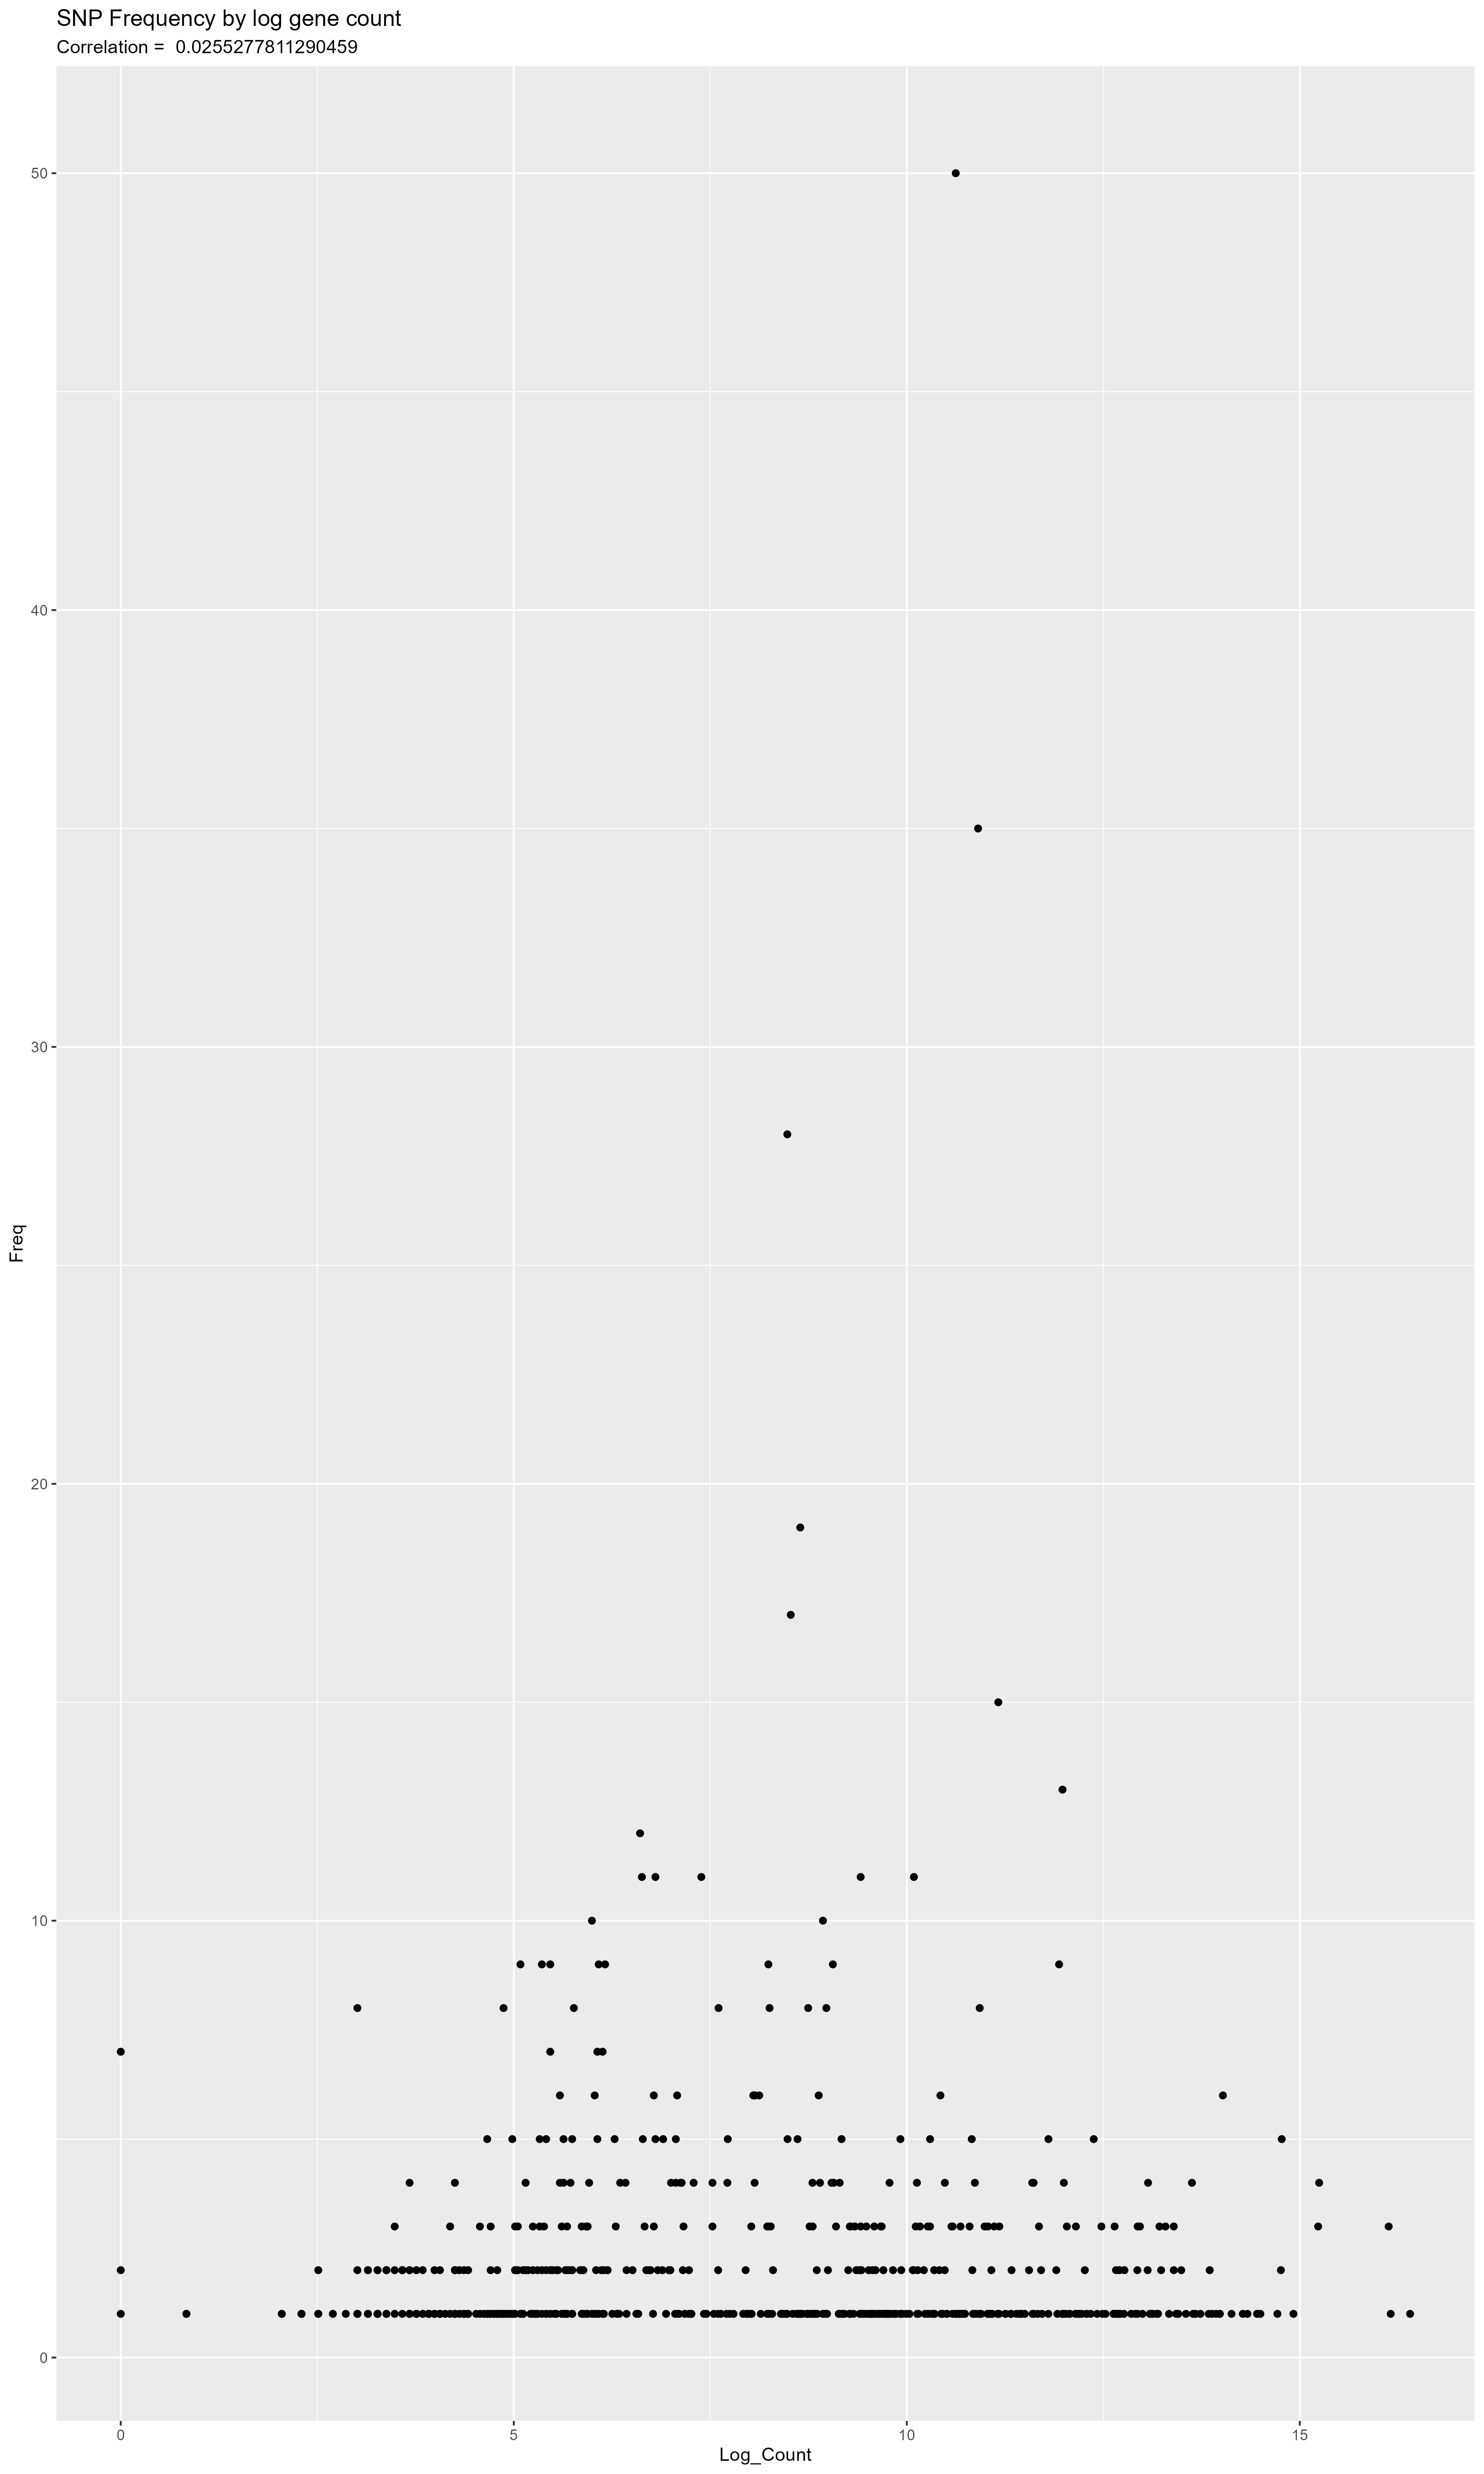 SNP Frequency by log gene count
Correlation =  0.0255277811290459
50
40
30
20
10
0
Freq
0 5 10 15
Log_Count